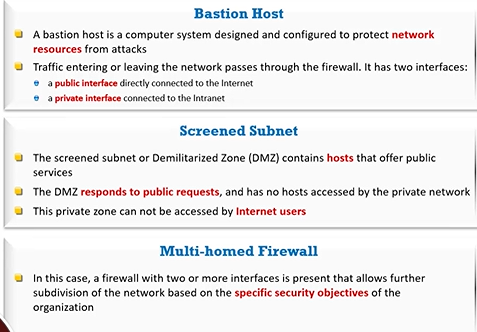 Bastion Host
A bastion host is a computer system designed and configured to protect network
resources from attacks
Traffic entering or leaving the network passes through the firewall. It has two interfaces:
a public interface directly connected to the Internet
a private interface connected to the Intranet
Screened Subnet
The screened subnet or Demilitarized Zone (DMZ) contains hosts that offer public
services
The DMZ responds to public requests, and has no hosts accessed by the private network
This private zone can not be accessed by Internet users
Multi-homed Firewall
In this case, a firewall with two or more interfaces is present that allows further
subdivision of the network based on the specific security objectives of the
organization